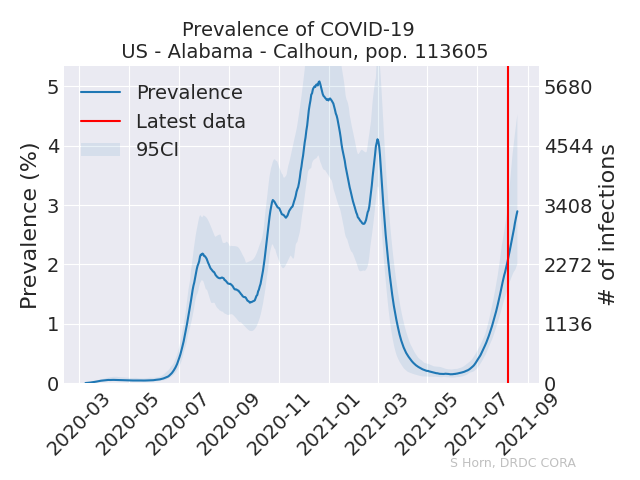 Prevalence of COVID-19
US - Alabama - Calhoun, pop. 113605
Prevalence
Latest data
95CI
Prevalence (%)
5
4
3
2
1
0
5680
4544
3408
2272
1136
0
# of infections
2020-03
2020-05
2020-07
2020-09
2020-11
2021-01
2021-03
2021-05
2021-07
2021-09
S Horn, DRDC CORA